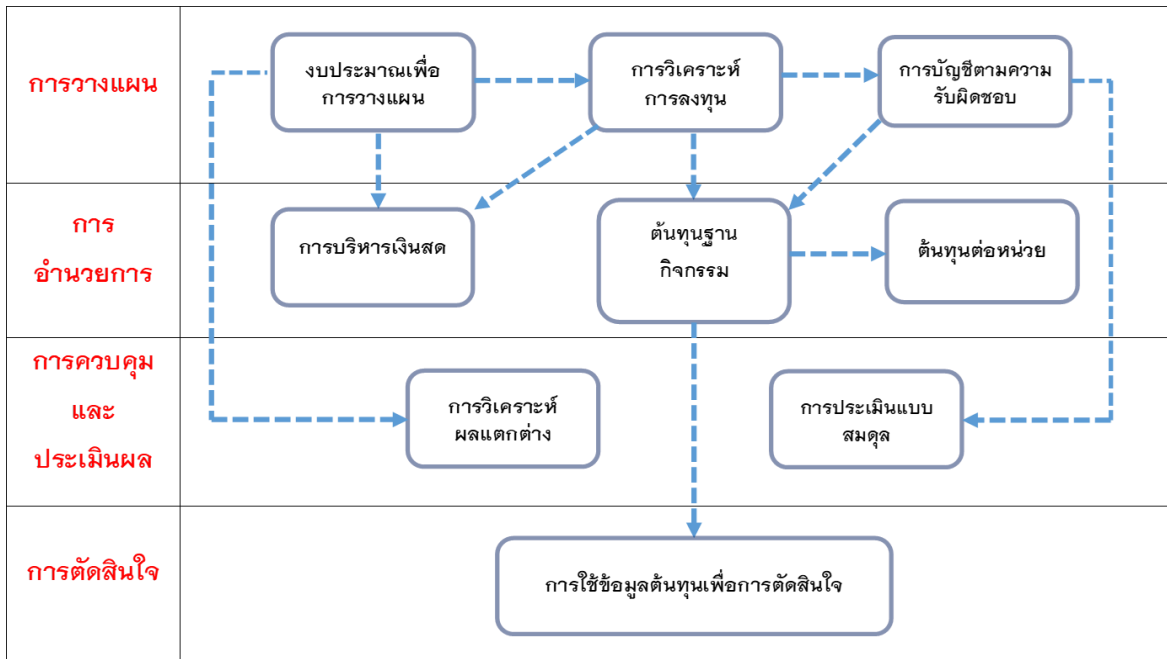 การวางแผน
งบประมาณเพื่อ
การวางแผน
การวิเคราะห์
การลงทุน
การบัญชีตามความ
รับผิดชอบ
การ
อำนวยการ
การบริหารเงินสด
ต้นทุนฐาน
กิจกรรม
ต้นทุนต่อหน่วย
การควบคุม
และ
ประเมินผล
การวิเคราะห์
ผลแตกต่าง
การประเมินแบบ
สมดุล
การตัดสินใจ
การใช้ข้อมูลต้นทุนเพื่อการตัดสินใจ